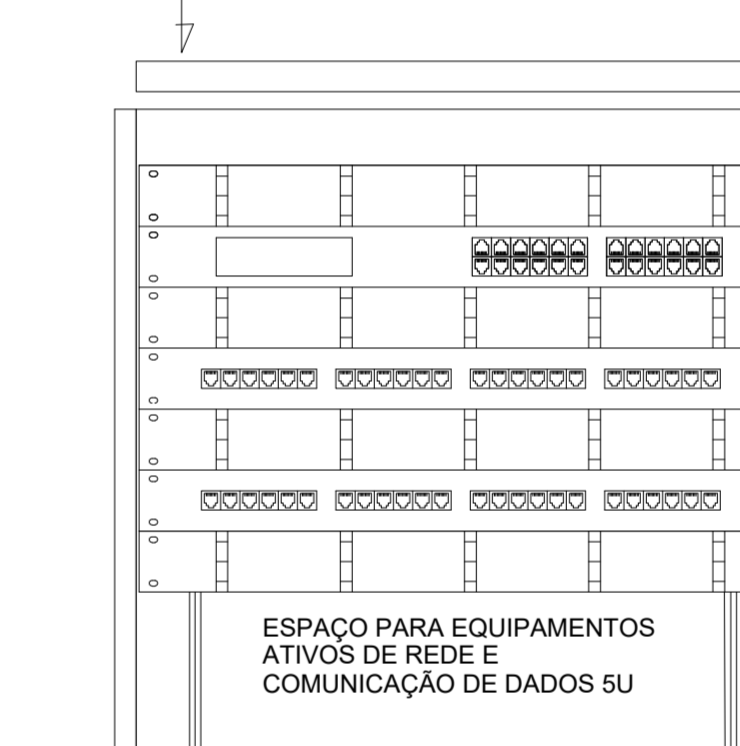 ESPAÇO PARA EQUIPAMENTOS
ATIVOS DE REDE E
COMUNICAÇÃO DE DADOS 5U